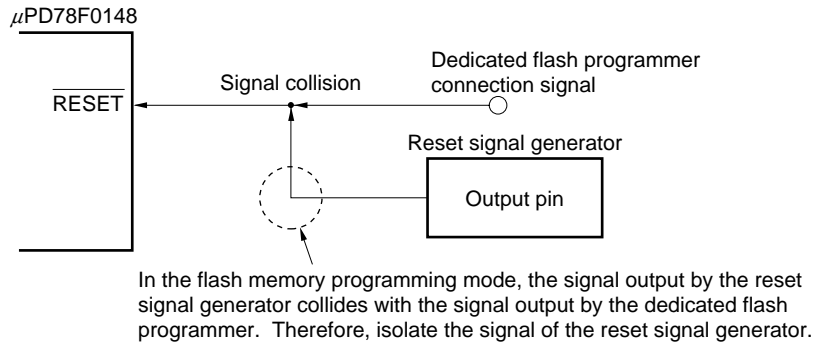 μPD78F0148
Dedicated flash programmer
connection signal
Signal collision
RESET
Reset signal generator
Output pin
In the flash memory programming mode, the signal output by the reset
signal generator collides with the signal output by the dedicated flash
programmer. Therefore, isolate the signal of the reset signal generator.